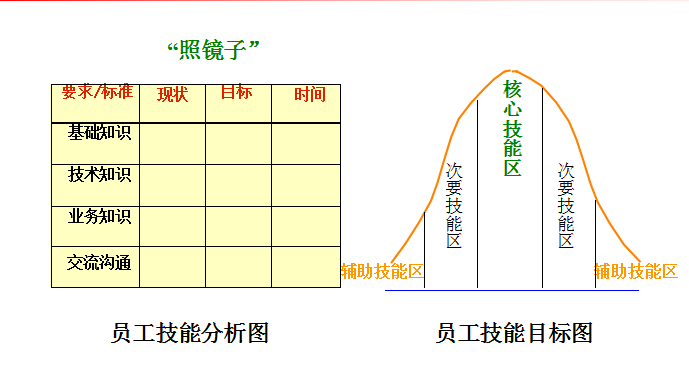 “照镜子”
要求/标准 现状 目标 时间
基础知识
技术知识
业务知识
交流沟通
员工技能分析图
核心技能区
次要技能区
次要技能区
辅助技能区
辅助技能区
员工技能目标图